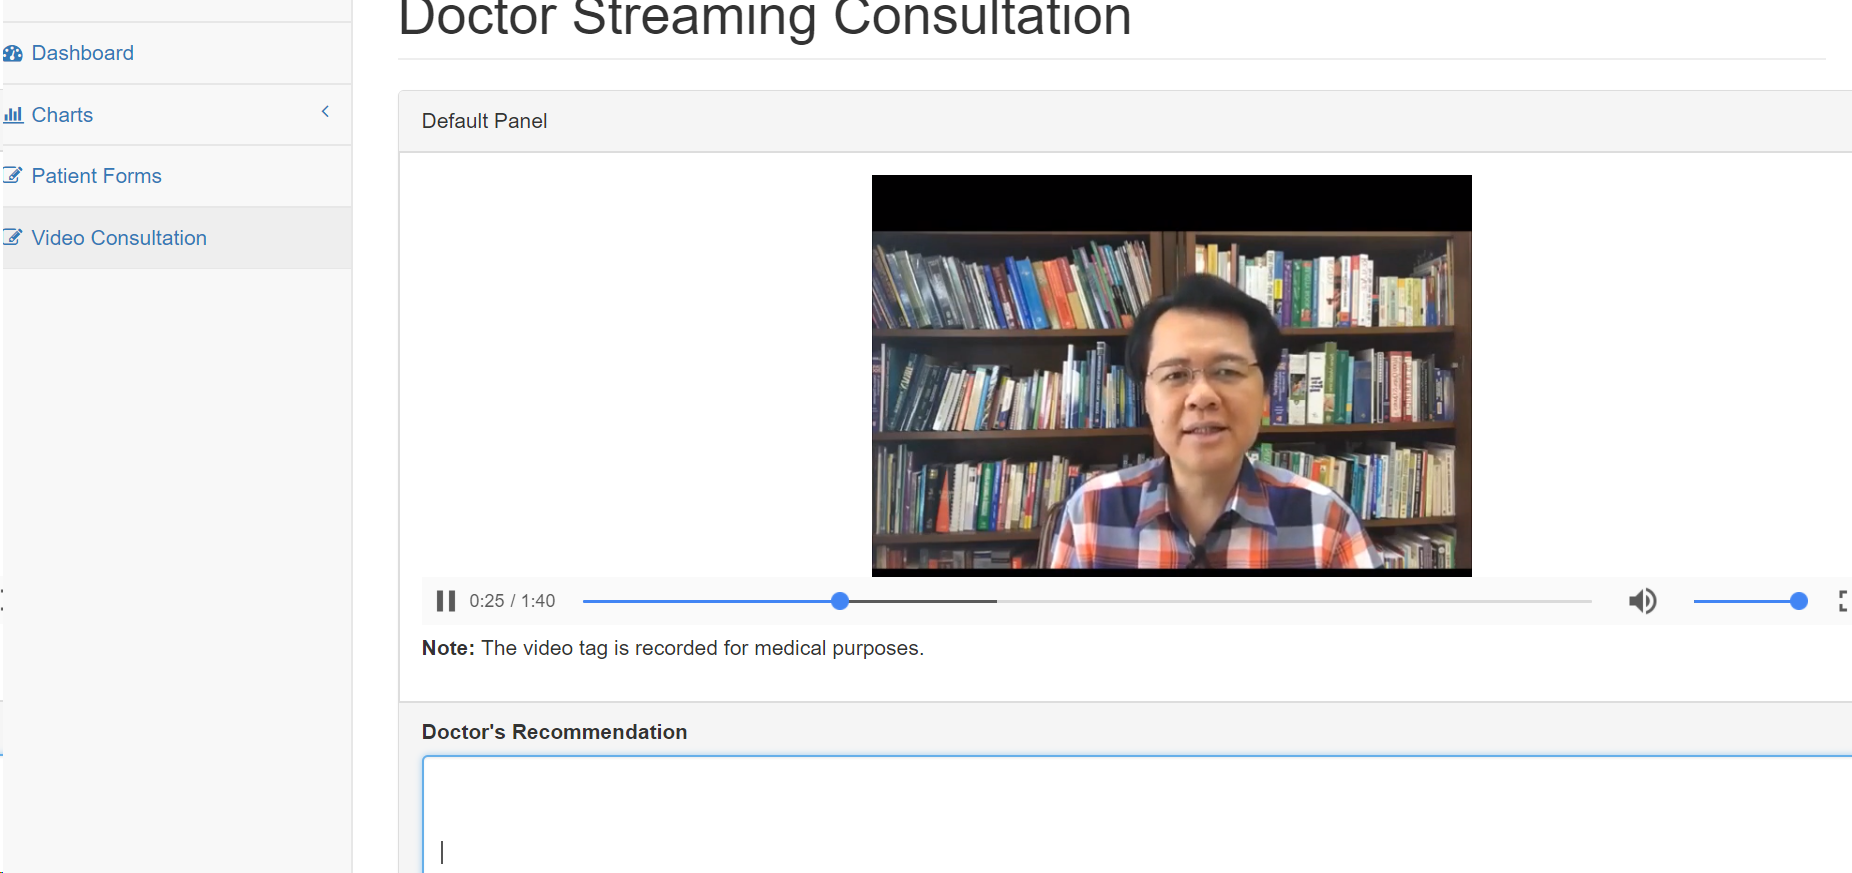 Doctor Streaming Consultation
Dashboard
Charts
Patient Forms
Video Consultation
Default Panel
0:25 / 1:40
Note: The video tag is recorded for medical purposes.
Doctor's Recommendation